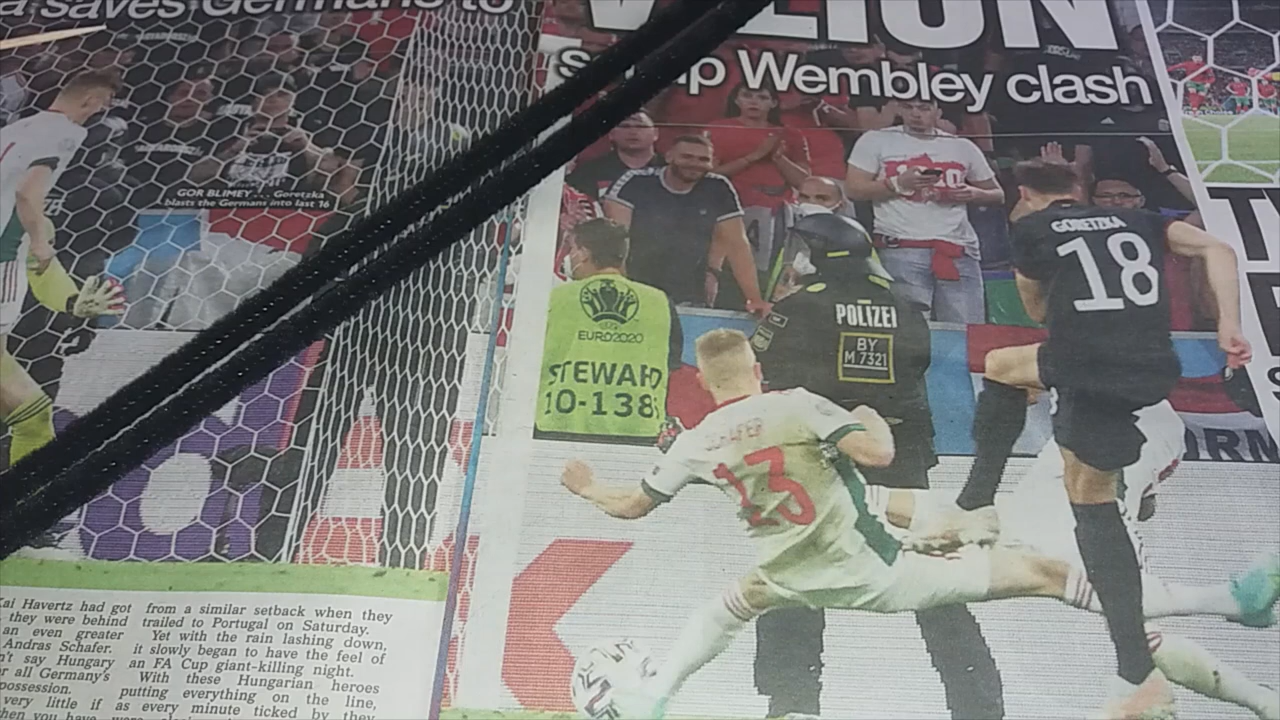 a saves Germans to
Wembley clash
GOR BLIMEY... Goretzka
blasts the Germans into last 16
GORETZKA
18
EURO2020
STEWARD
10-138
POLIZEI
BY
M 7321
SCHÄFER
13
Kai Havertz had got
they were behind
an even greater
Andras Schafer.
say Hungary
all Germany's
possession.
very little if
from a similar setback when they
trailed to Portugal on Saturday.
Yet with the rain lashing down,
it slowly began to have the feel of
an FA Cup giant-killing night.
With these Hungarian heroes
putting everything on the line,
as every minute ticked by they